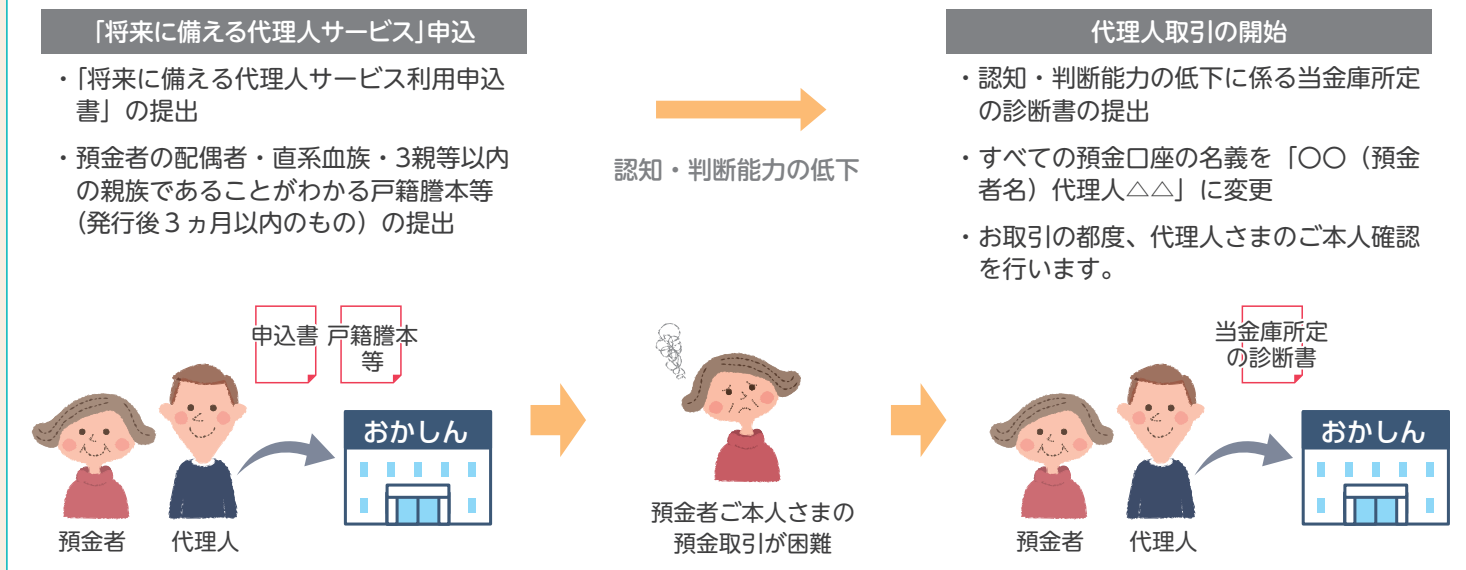 「将来に備える代理人サービス」申込
・「将来に備える代理人サービス利用申込
書」の提出
・預金者の配偶者・直系血族・3親等以内
の親族であることがわかる戸籍謄本等
(発行後３ヵ月以内のもの）の提出
認知・判断能力の低下
代理人取引の開始
・認知・判断能力の低下に係る当金庫所定
の診断書の提出
・すべての預金口座の名義を「〇〇（預金
者名）代理人△△」に変更
・お取引の都度、代理人さまのご本人確認
を行います。
申込書
戸籍謄本
等
おかしん
預金者
代理人
預金者ご本人さまの
預金取引が困難
当金庫所定
の診断書
おかしん
預金者
代理人